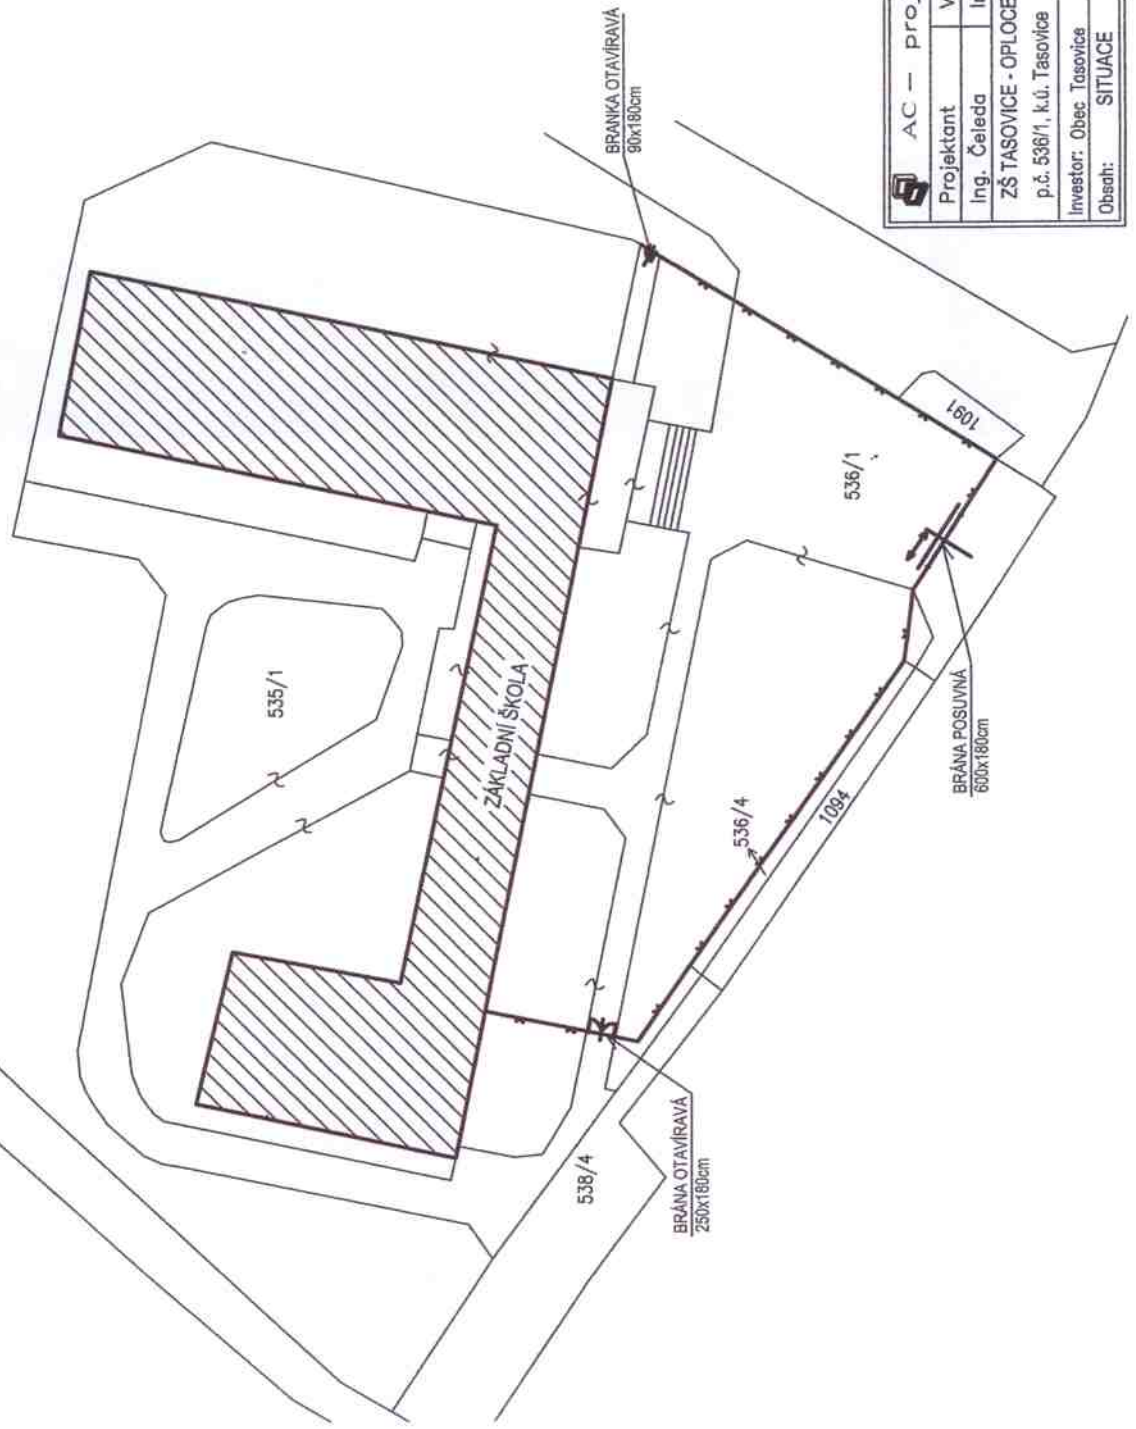 BRANKA OTAVÍRAVÁ
90x180cm
535/1
ZÁKLADNÍ ŠKOLA
536/1
1091
536/4
1094
BRÁNA POSUVNÁ
600x180cm
538/4
BRÁNA OTAVÍRAVÁ
250x180cm
AC – pro
Projektant
Ing. Čeleda
ZŠ TASOVICE - OPLOCE
p.č. 536/1, k.ú. Tasovice
Investor: Obec Tasovice
Obsah: SITUACE